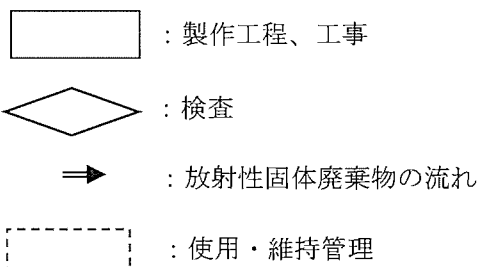 ：製作工程、工事
：検査
：放射性固体廃棄物の流れ
：使用・維持管理